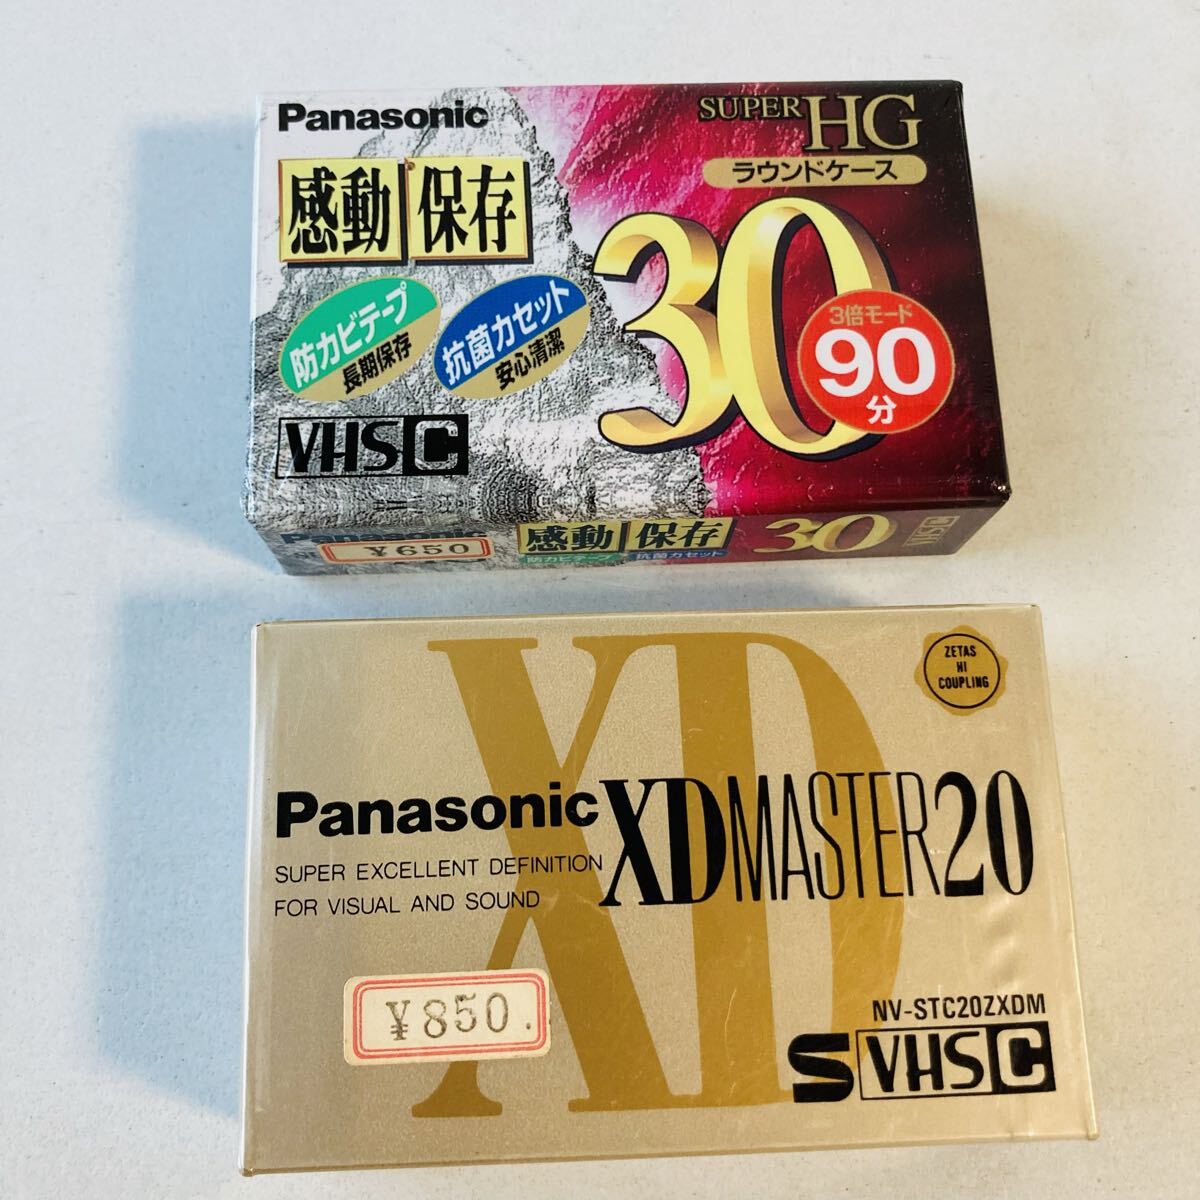 Panasonic
SUPER HG
ラウンドケース
感動 保存
30
防カビテープ
長期保存
抗菌カセット
安心清潔
3倍モード
90
分
VHS C
Panasonic
¥650
感動 保存
防カビテープ 抗菌カセット
30
XD
ZETAS
HI
COUPLING
Panasonic
XD MASTER 20
SUPER EXCELLENT DEFINITION
FOR VISUAL AND SOUND
¥850.
NV-STC20ZXDM
S VHS C